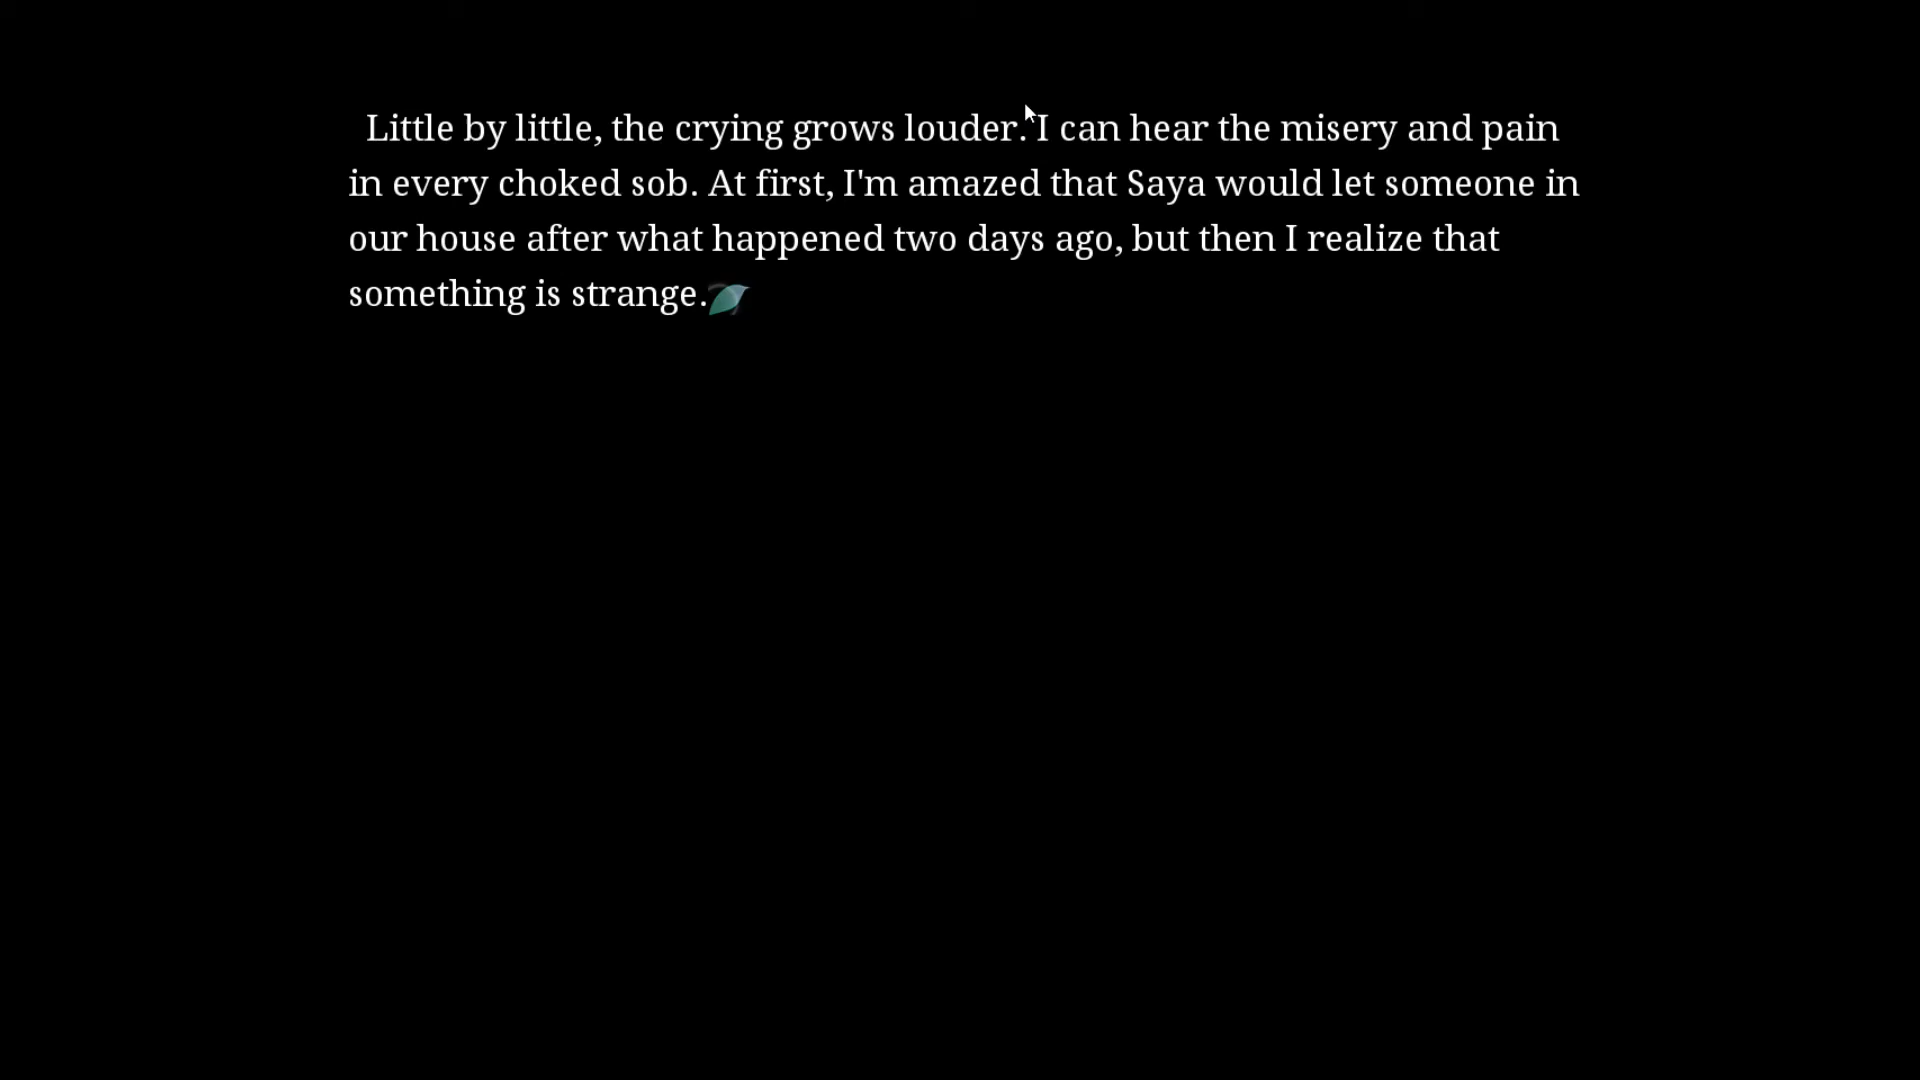 Little by little, the crying grows louder. I can hear the misery and pain
in every choked sob. At first, I'm amazed that Saya would let someone in
our house after what happened two days ago, but then I realize that
something is strange.